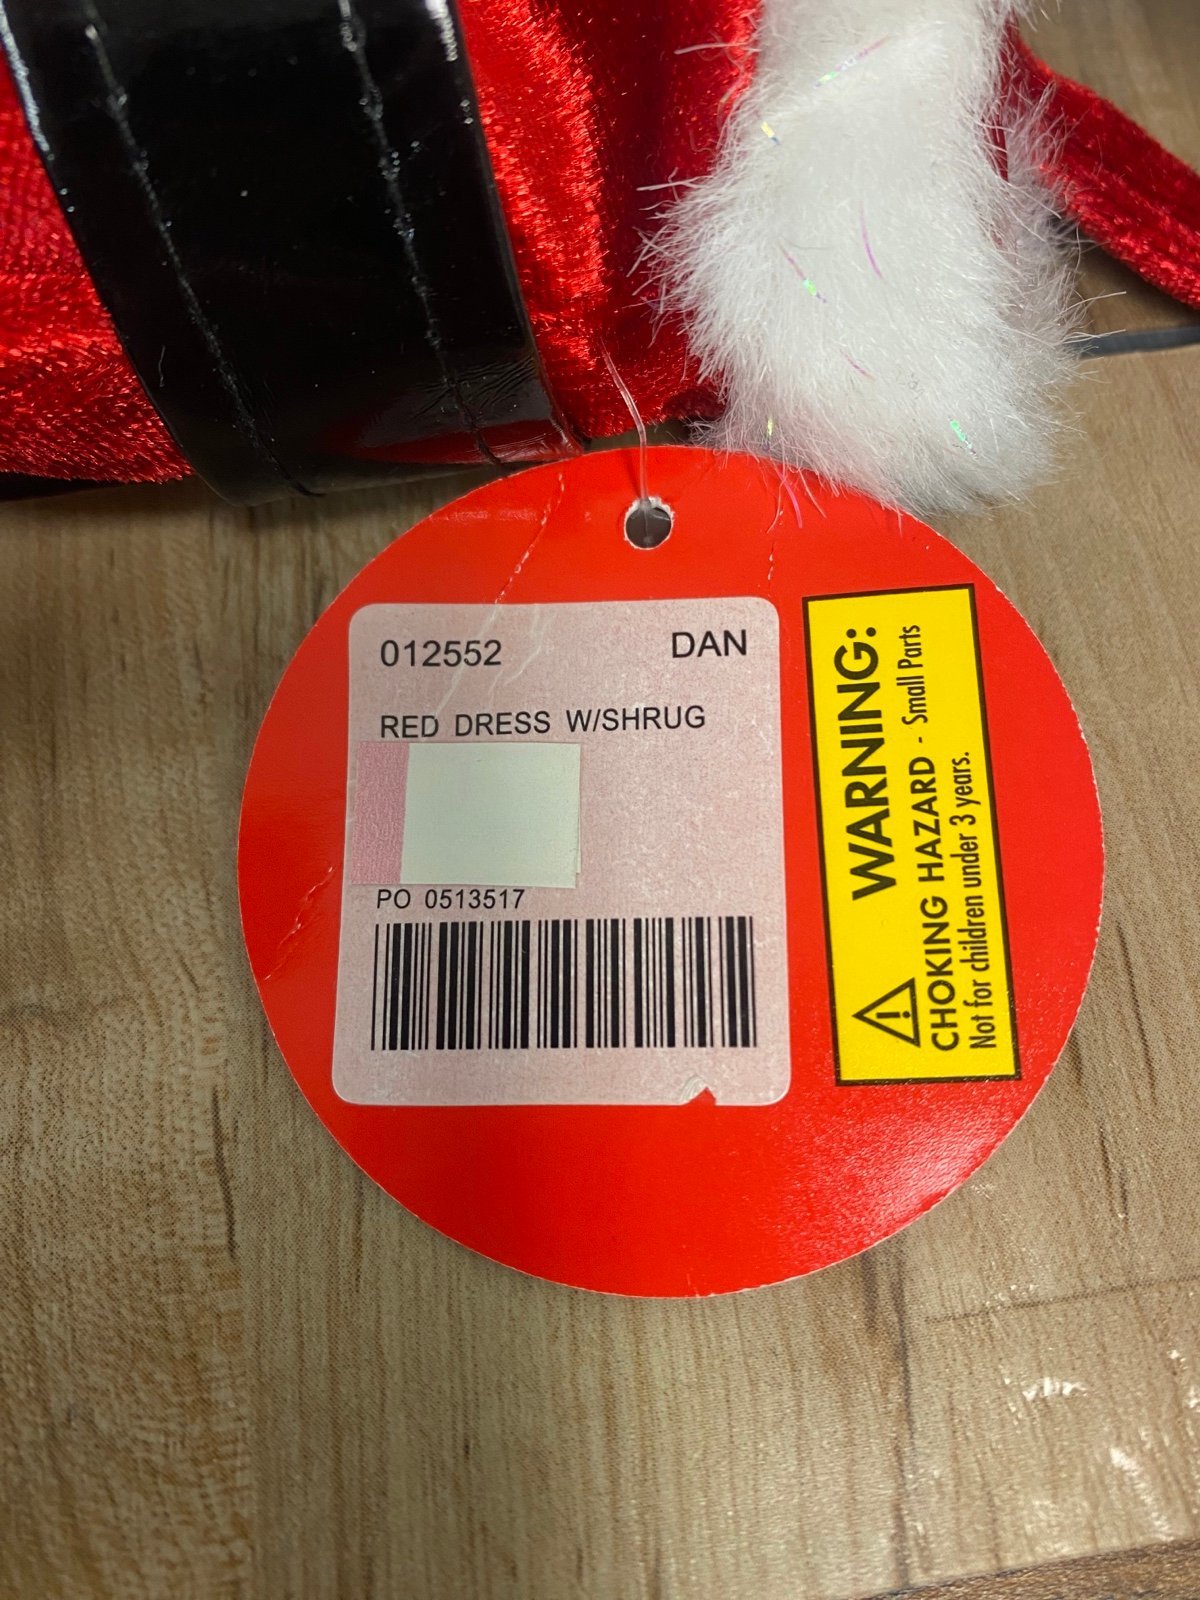 012552 DAN
RED DRESS W/SHRUG
PO 0513517
WARNING:
CHOKING HAZARD - Small Parts
Not for children under 3 years.